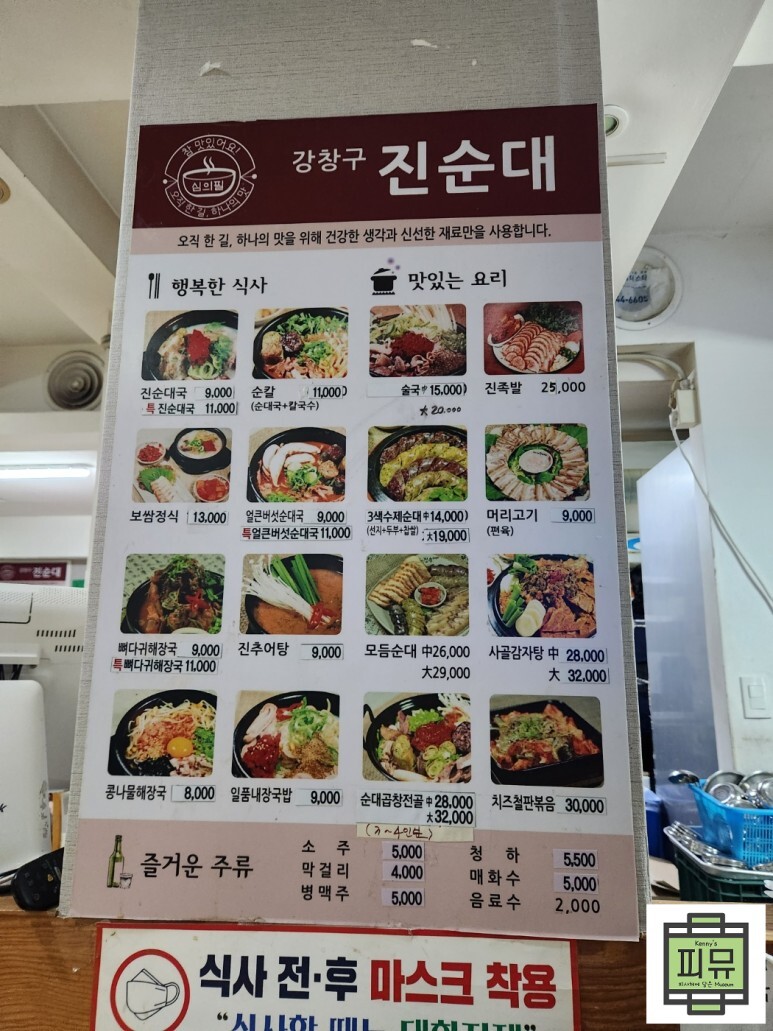 참 맛있어요!
심의필
오직 한 길, 하나의 맛
강창구 진순대
오직 한 길, 하나의 맛을 위해 건강한 생각과 신선한 재료만을 사용합니다.
행복한 식사
맛있는 요리
진순대국 9,000
특 진순대국 11,000
순칼 11,000
(순대국+칼국수)
술국 中 15,000
大 20.000
진족발 25,000
보쌈정식 13,000
얼큰버섯순대국 9,000
특 얼큰버섯순대국 11,000
3색수제순대 中 14,000
(선지+두부+찹쌀) 大 19,000
머리고기 9,000
(편육)
뼈다귀해장국 9,000
특 뼈다귀해장국 11,000
진추어탕 9,000
모듬순대 中 26,000
大 29,000
사골감자탕 中 28,000
大 32,000
콩나물해장국 8,000
일품내장국밥 9,000
순대곱창전골 中 28,000
大 32,000
치즈철판볶음 30,000
즐거운 주류
소주 5,000
막걸리 4,000
병맥주 5,000
청하 5,500
매화수 5,000
음료수 2,000
식사 전·후 마스크 착용
진순대
44-660
Kenny's
피뮤
Museum